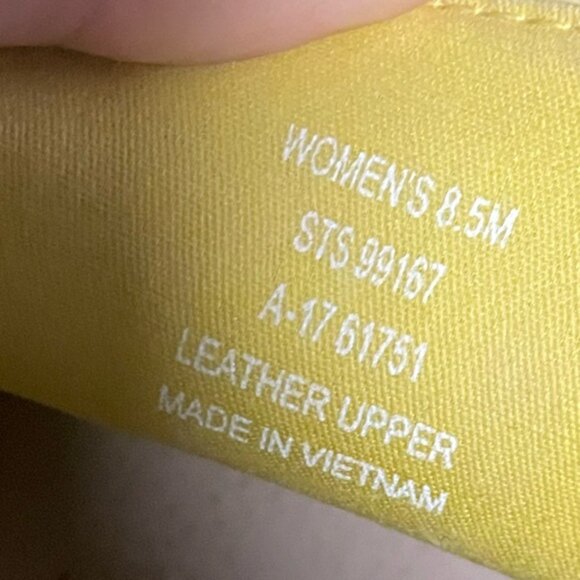 WOMEN'S 8.5M
STS 99167
A-17 61751
LEATHER UPPER
MADE IN VIETNAM